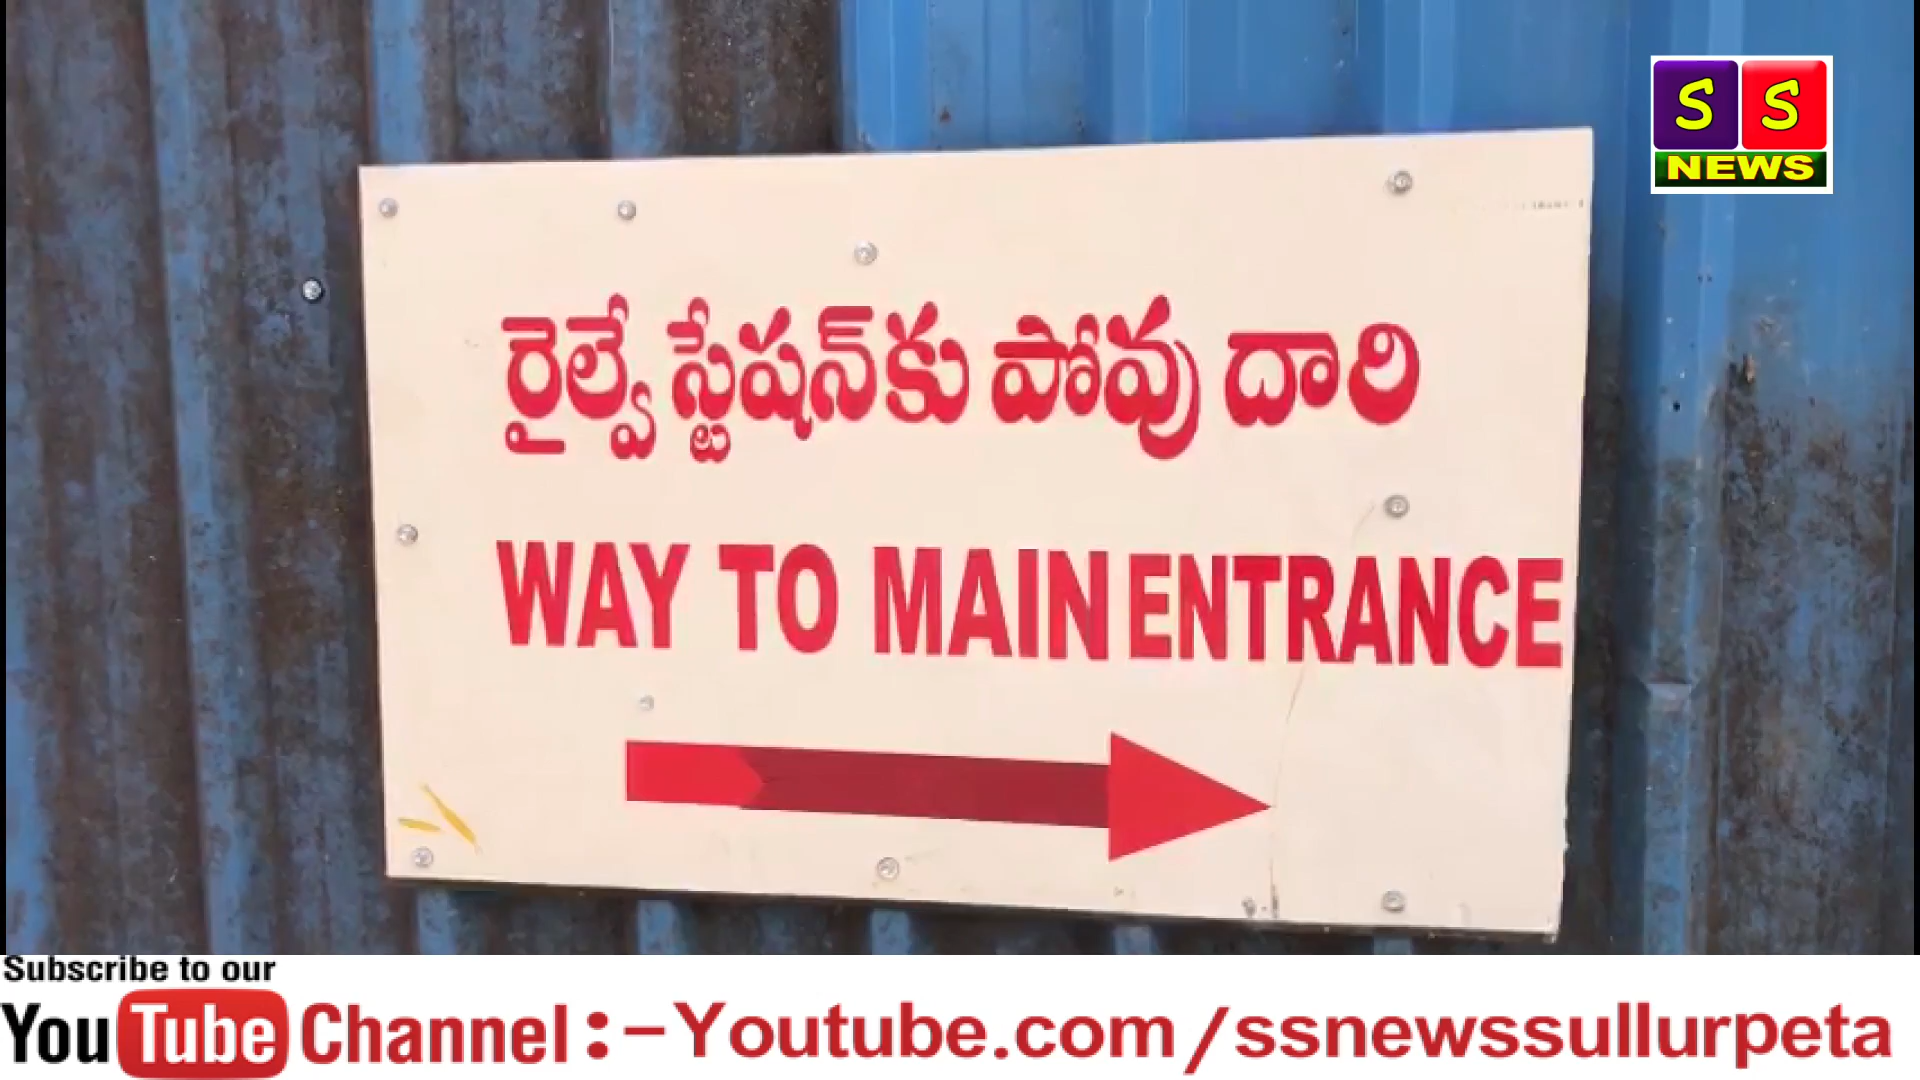 S S
NEWS
రైల్వే స్టేషన్‌కు పోవు దారి
WAY TO MAIN ENTRANCE
Subscribe to our
YouTube Channel :-Youtube.com/ssnewssullurpeta